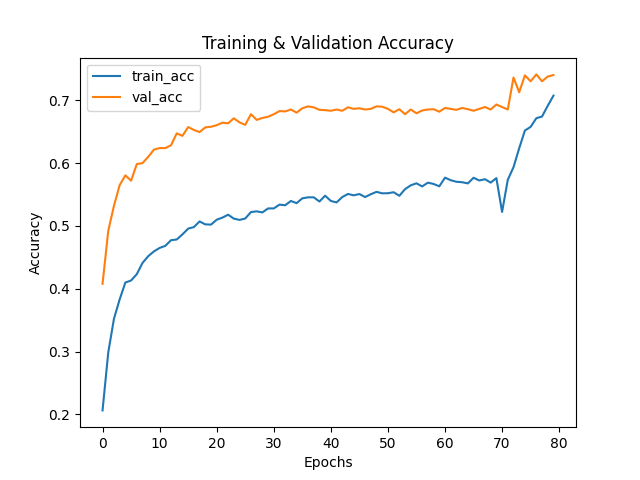 Training & Validation Accuracy
train_acc
val_acc
0.7
0.6
0.5
0.4
0.3
0.2
Accuracy
0 10 20 30 40 50 60 70 80
Epochs